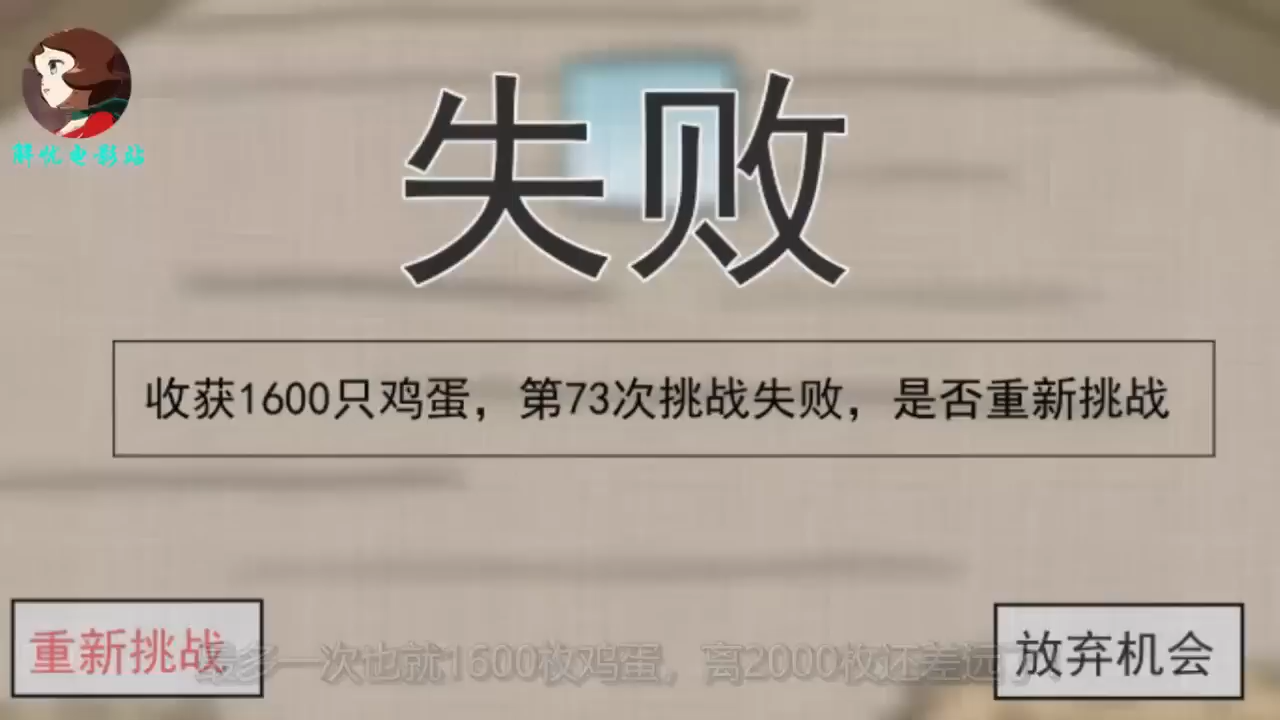 解忧电影站
失败
收获1600只鸡蛋，第73次挑战失败，是否重新挑战
重新挑战
放弃机会
最多一次也就1600枚鸡蛋，离2000枚还差远了